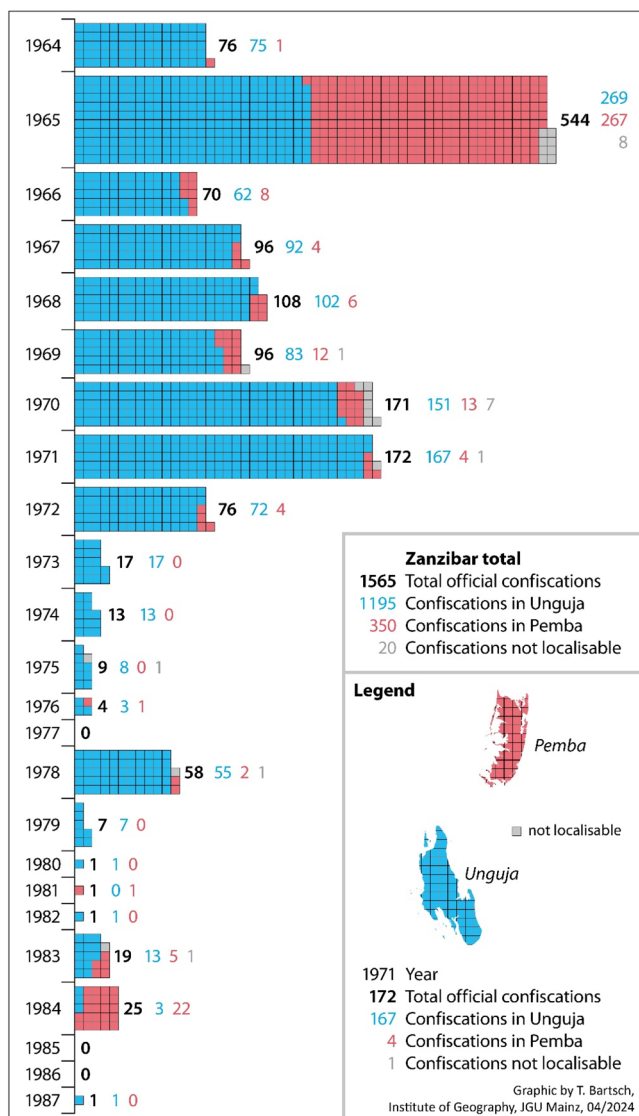 1964 76 75 1
269
1965 544 267
8
1966 70 62 8
1967 96 92 4
1968 108 102 6
1969 96 83 12 1
1970 171 151 13 7
1971 172 167 4 1
1972 76 72 4
1973 17 17 0
1974 13 13 0
1975 9 8 0 1
1976 4 3 1
1977 0
1978 58 55 2 1
1979 7 7 0
1980 1 1 0
1981 1 0 1
1982 1 1 0
1983 19 13 5 1
1984 25 3 22
1985 0
1986 0
1987 1 1 0
Zanzibar total
1565 Total official confiscations
1195 Confiscations in Unguja
350 Confiscations in Pemba
20 Confiscations not localisable
Legend
Pemba
not localisable
Unguja
1971 Year
172 Total official confiscations
167 Confiscations in Unguja
4 Confiscations in Pemba
1 Confiscations not localisable
Graphic by T. Bartsch,
Institute of Geography, JGU Mainz, 04/2024